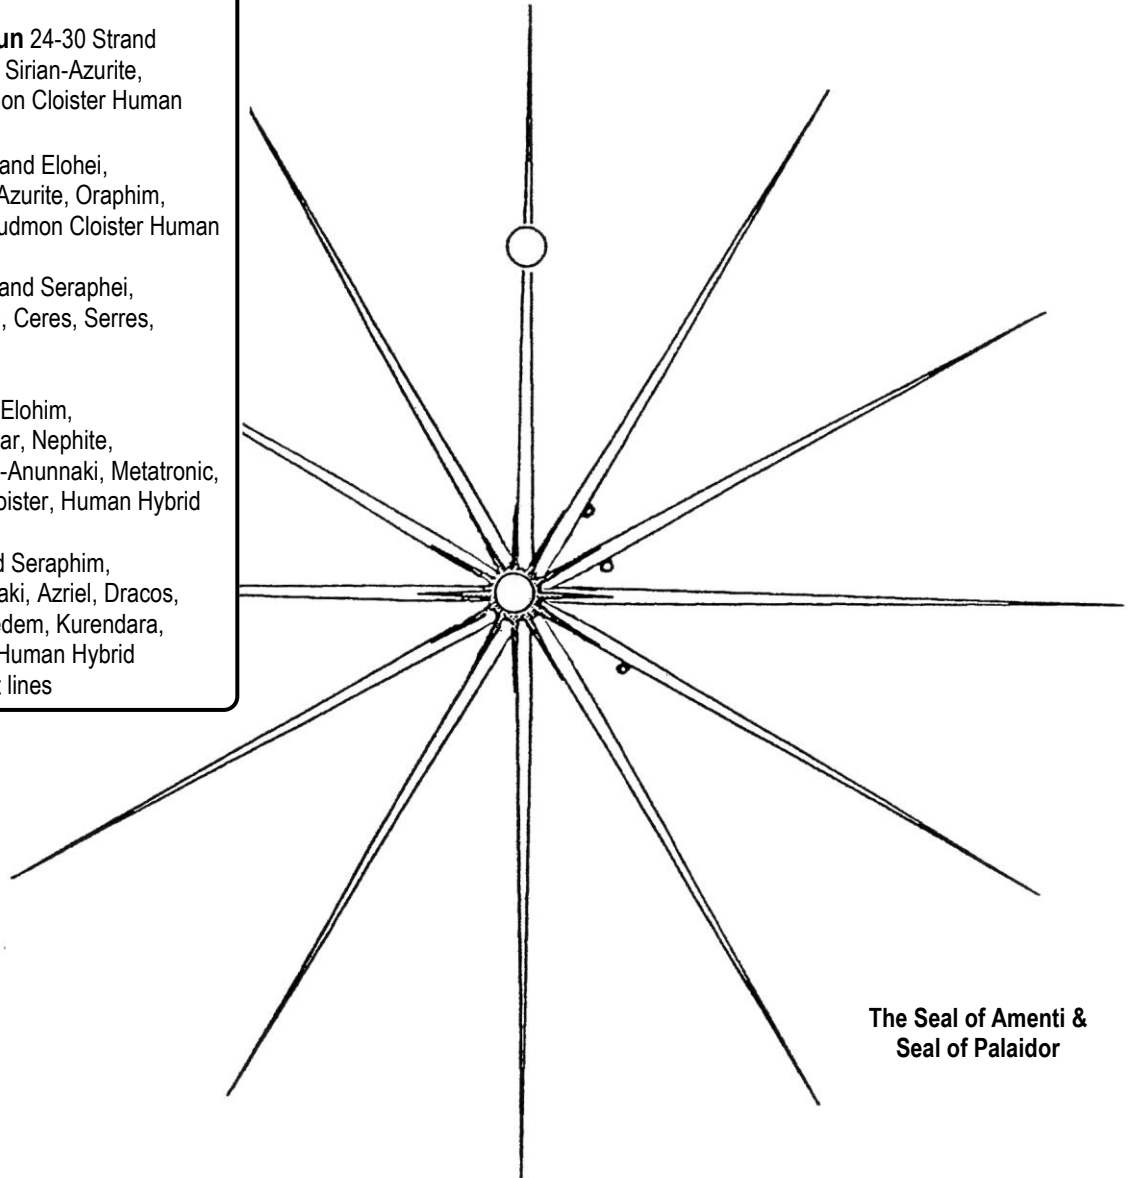 un 24-30 Strand
Sirian-Azurite,
on Cloister Human
and Elohei,
Azurite, Oraphim,
udmon Cloister Human
and Seraphei,
, Ceres, Serres,
Elohim,
ar, Nephite,
-Anunnaki, Metatronic,
oister, Human Hybrid
d Seraphim,
aki, Azriel, Dracos,
edem, Kurendara,
Human Hybrid
lines
The Seal of Amenti &
Seal of Palaidor